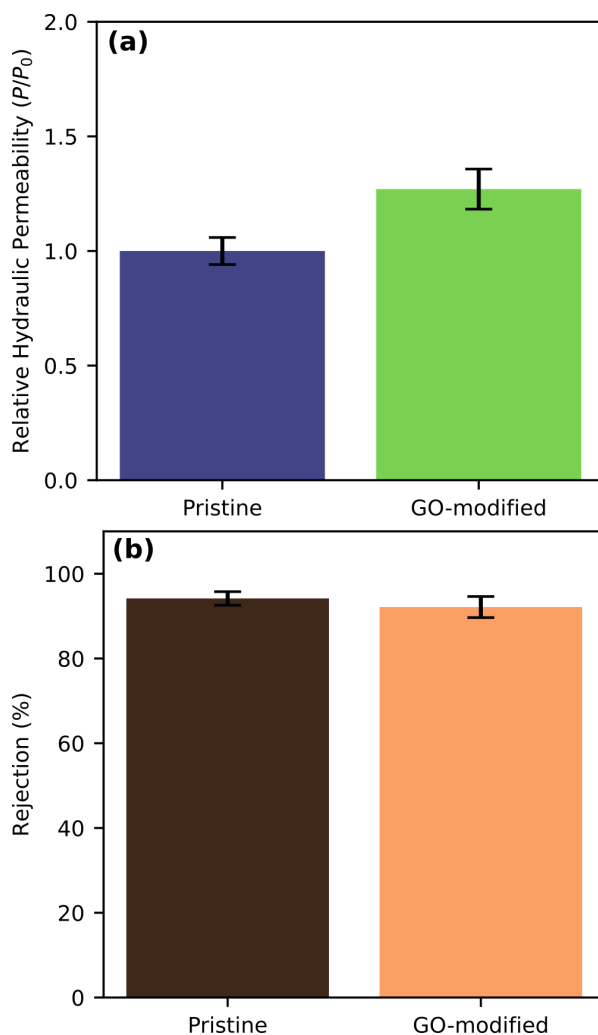 (a)
Relative Hydraulic Permeability (P/P₀)
2.0
1.5
1.0
0.5
0.0
Pristine
GO-modified
(b)
Rejection (%)
100
80
60
40
20
0
Pristine
GO-modified